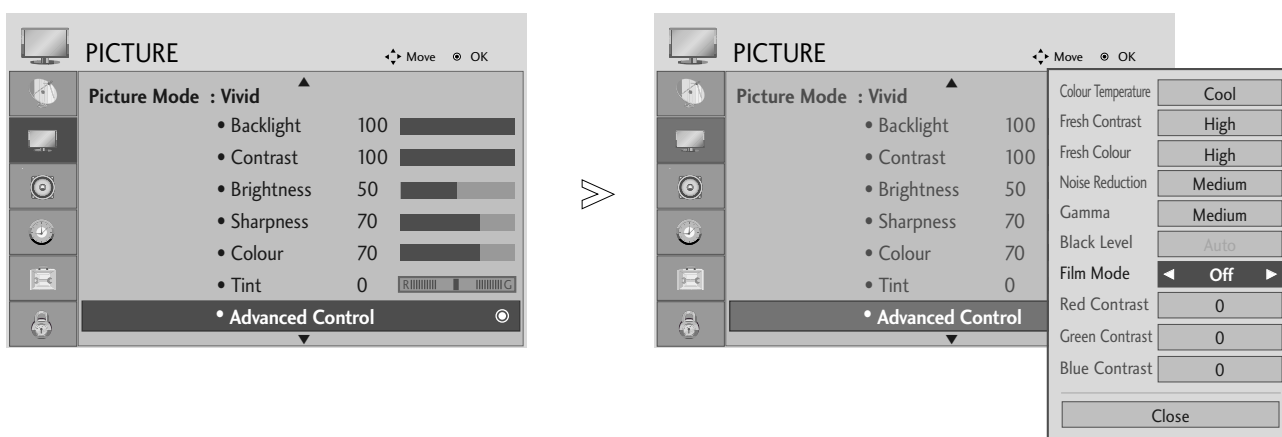 PICTURE
Move OK
Picture Mode : Vivid
• Backlight 100
• Contrast 100
• Brightness 50
• Sharpness 70
• Colour 70
• Tint 0 R G
• Advanced Control
PICTURE
Move OK
Picture Mode : Vivid
• Backlight 100
• Contrast 100
• Brightness 50
• Sharpness 70
• Colour 70
• Tint 0
• Advanced Control
Colour Temperature Cool
Fresh Contrast High
Fresh Colour High
Noise Reduction Medium
Gamma Medium
Black Level Auto
Film Mode ◀ Off ▶
Red Contrast 0
Green Contrast 0
Blue Contrast 0
Close